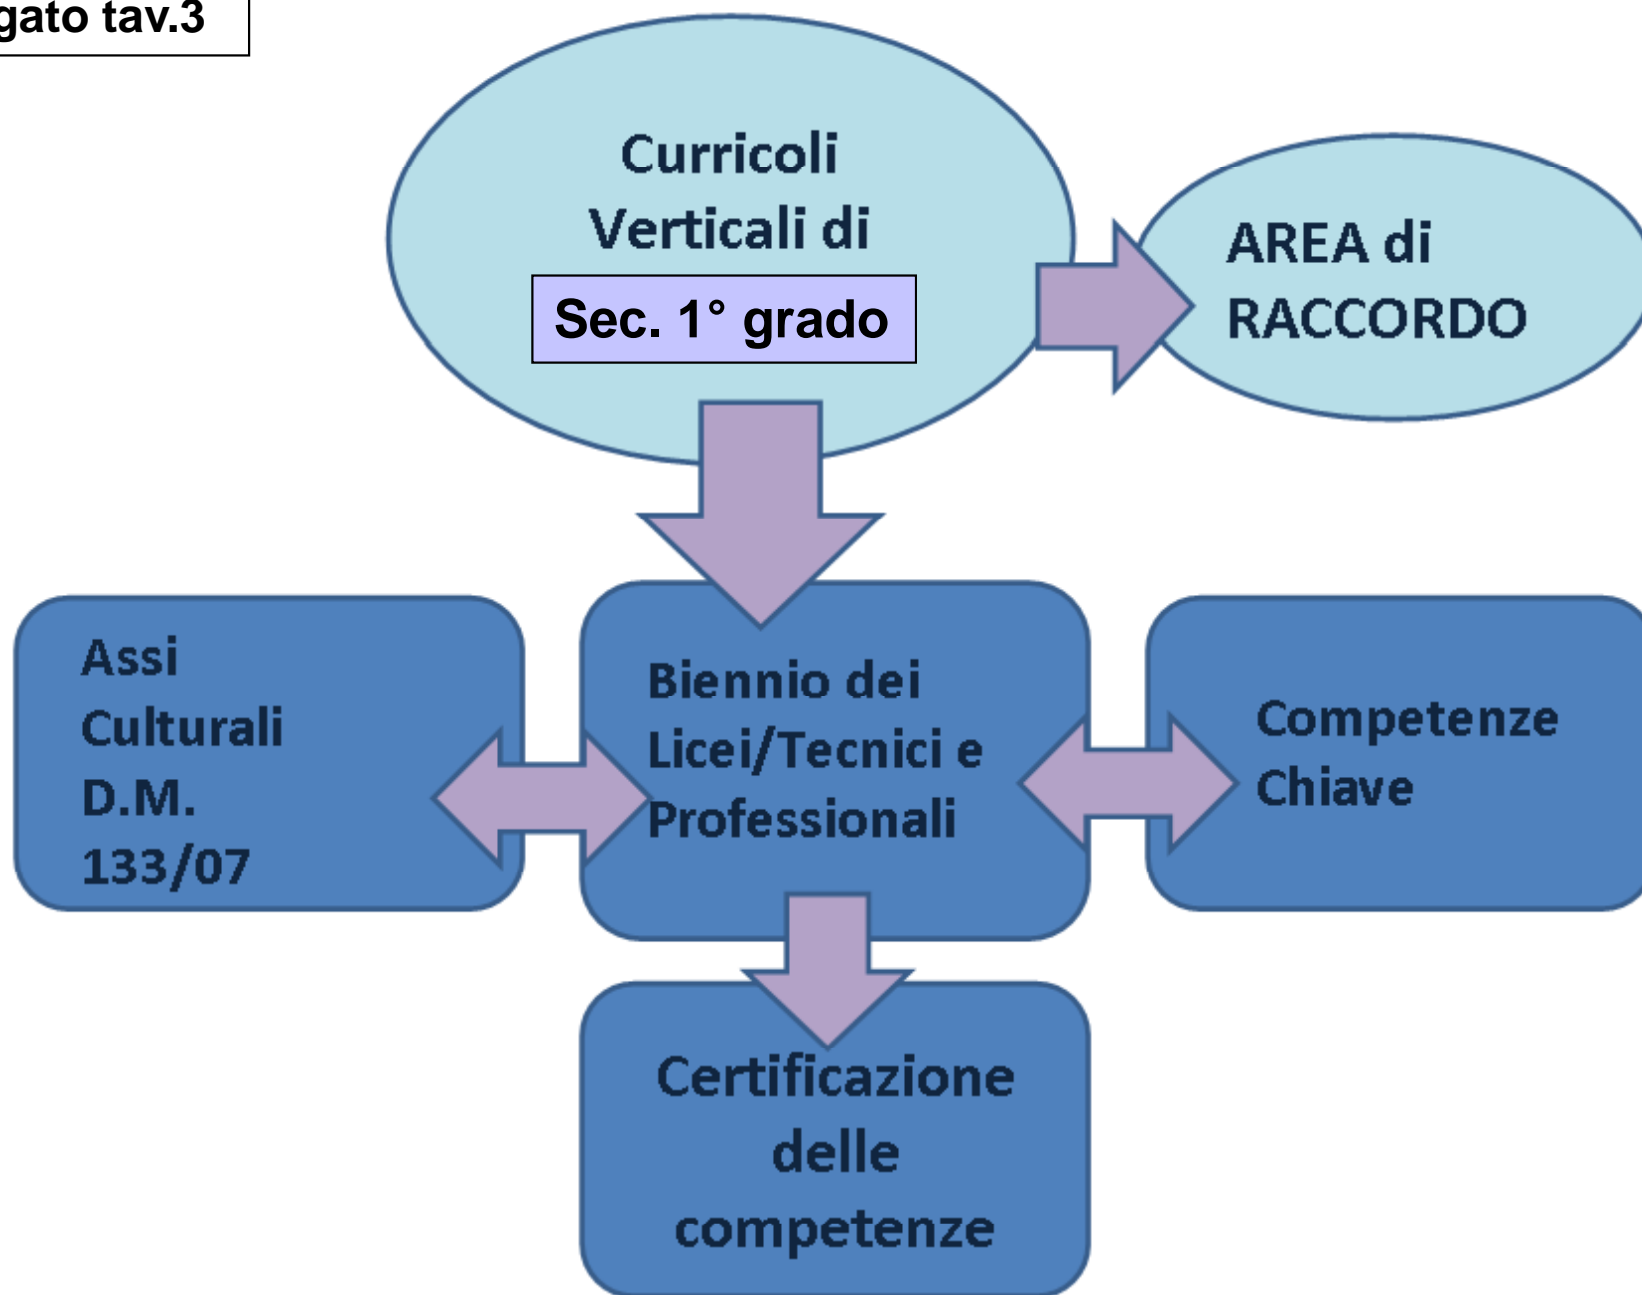 gato tav.3
Curricoli
Verticali di
Sec. 1° grado
AREA di
RACCORDO
Assi
Culturali
D.M.
133/07
Biennio dei
Licei/Tecnici e
Professionali
Competenze
Chiave
Certificazione
delle
competenze